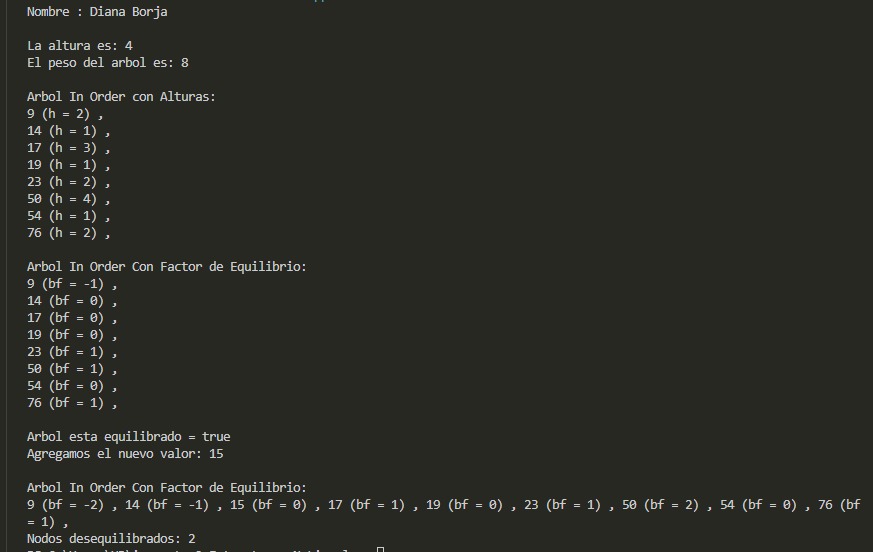 Nombre : Diana Borja
La altura es: 4
El peso del arbol es: 8
Arbol In Order con Alturas:
9 (h = 2) ,
14 (h = 1) ,
17 (h = 3) ,
19 (h = 1) ,
23 (h = 2) ,
50 (h = 4) ,
54 (h = 1) ,
76 (h = 2) ,
Arbol In Order Con Factor de Equilibrio:
9 (bf = -1) ,
14 (bf = 0) ,
17 (bf = 0) ,
19 (bf = 0) ,
23 (bf = 1) ,
50 (bf = 1) ,
54 (bf = 0) ,
76 (bf = 1) ,
Arbol esta equilibrado = true
Agregamos el nuevo valor: 15
Arbol In Order Con Factor de Equilibrio:
9 (bf = -2) , 14 (bf = -1) , 15 (bf = 0) , 17 (bf = 1) , 19 (bf = 0) , 23 (bf = 1) , 50 (bf = 2) , 54 (bf = 0) , 76 (bf
= 1) ,
Nodos desequilibrados: 2